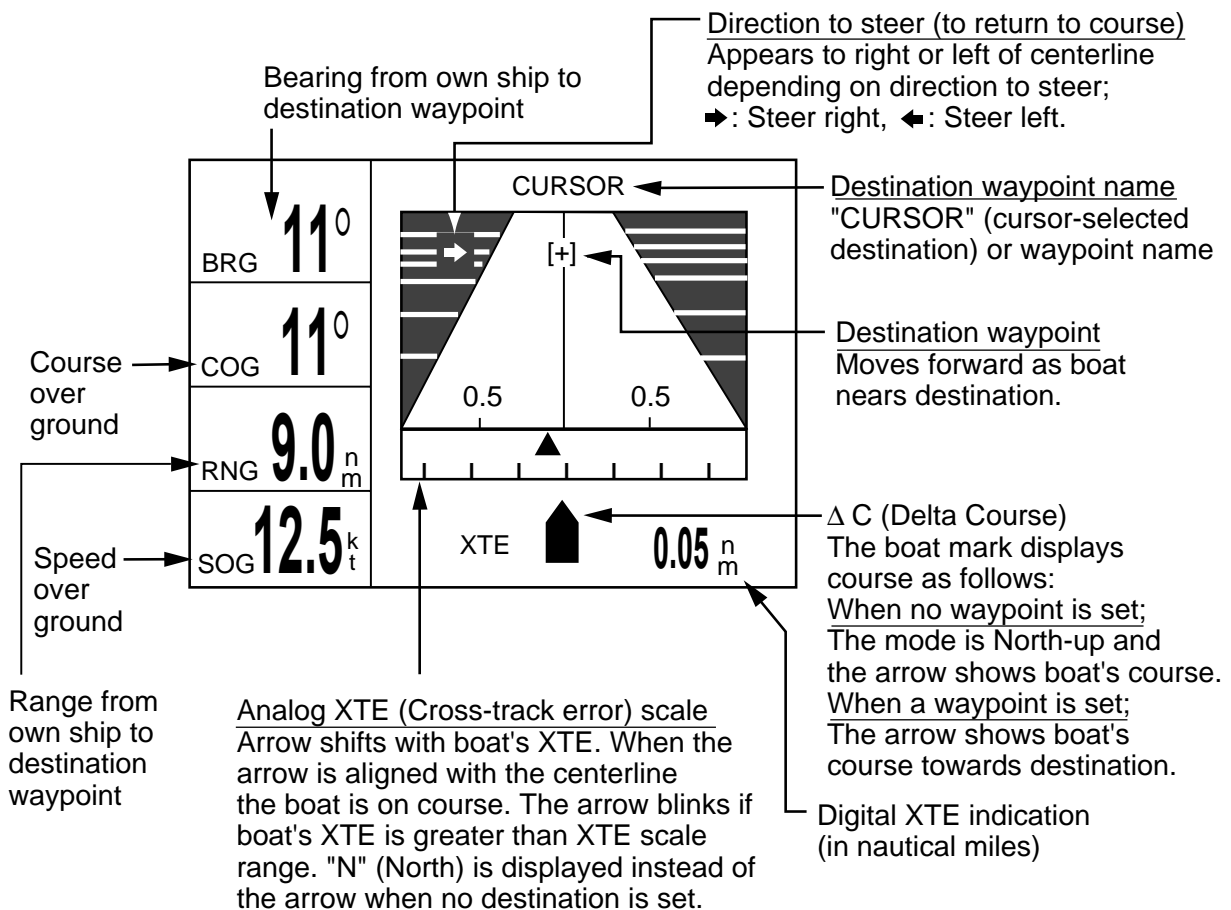 Direction to steer (to return to course)
Appears to right or left of centerline
depending on direction to steer;
➡: Steer right, ⬅: Steer left.
Bearing from own ship to
destination waypoint
CURSOR
Destination waypoint name
"CURSOR" (cursor-selected
destination) or waypoint name
BRG 11°
[+]
Destination waypoint
Moves forward as boat
nears destination.
Course
over
ground
COG 11°
0.5 0.5
RNG 9.0 nm
Speed
over
ground
SOG 12.5 kt
XTE 0.05 nm
Δ C (Delta Course)
The boat mark displays
course as follows:
When no waypoint is set;
The mode is North-up and
the arrow shows boat's course.
When a waypoint is set;
The arrow shows boat's
course towards destination.
Range from
own ship to
destination
waypoint
Analog XTE (Cross-track error) scale
Arrow shifts with boat's XTE. When the
arrow is aligned with the centerline
the boat is on course. The arrow blinks if
boat's XTE is greater than XTE scale
range. "N" (North) is displayed instead of
the arrow when no destination is set.
Digital XTE indication
(in nautical miles)